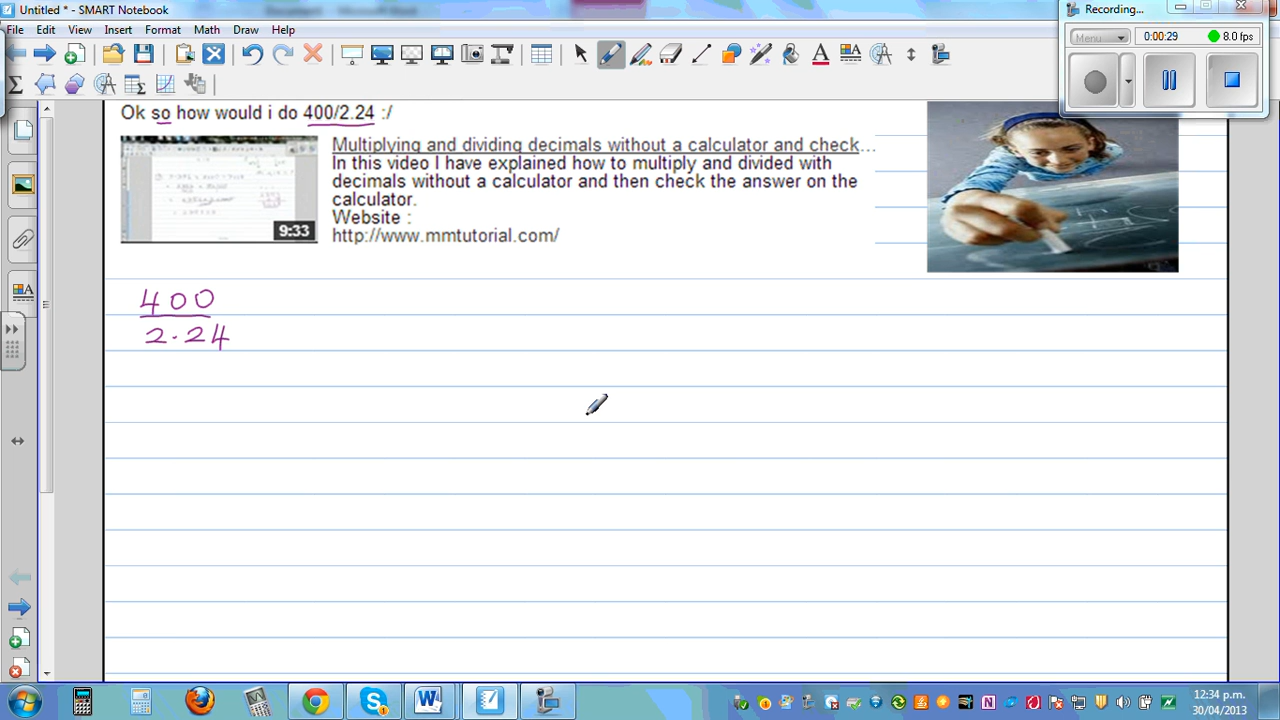 Untitled * - SMART Notebook
Recording...
File Edit View Insert Format Math Draw Help
Menu
0:00:29
8.0 fps
Ok so how would i do 400/2.24 :/
Multiplying and dividing decimals without a calculator and check...
In this video I have explained how to multiply and divided with
decimals without a calculator and then check the answer on the
calculator.
Website :
http://www.mmtutorial.com/
9:33
400
2.24
12:34 p.m.
30/04/2013